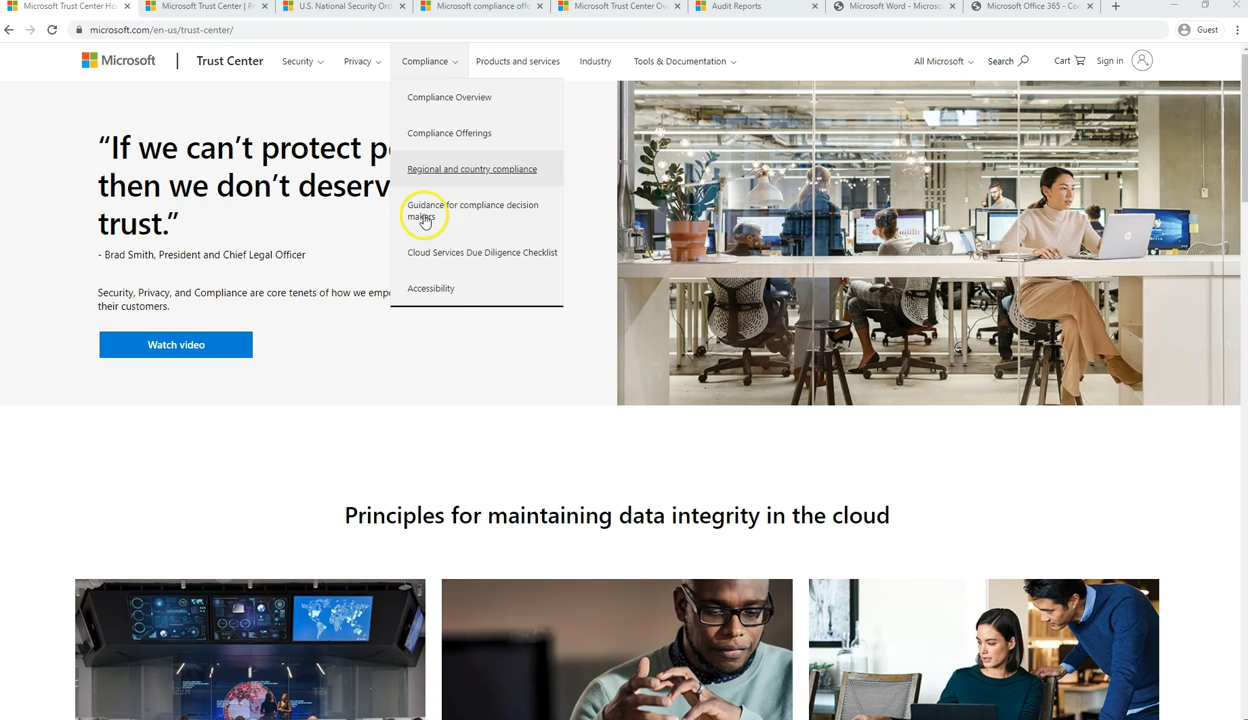 Microsoft Trust Center Ho
Microsoft Trust Center | P
U.S. National Security Ord
Microsoft compliance offe
Microsoft Trust Center Ov
Audit Reports
Microsoft Word - Microso
Microsoft Office 365 - Co
microsoft.com/en-us/trust-center/
Guest
Microsoft
Trust Center
Security
Privacy
Compliance
Products and services
Industry
Tools & Documentation
All Microsoft
Search
Cart
Sign in
Compliance Overview
Compliance Offerings
Regional and country compliance
Guidance for compliance decision
makers
Cloud Services Due Diligence Checklist
Accessibility
“If we can’t protect p
then we don’t deserv
trust.”
- Brad Smith, President and Chief Legal Officer
Security, Privacy, and Compliance are core tenets of how we empo
their customers.
Watch video
Principles for maintaining data integrity in the cloud